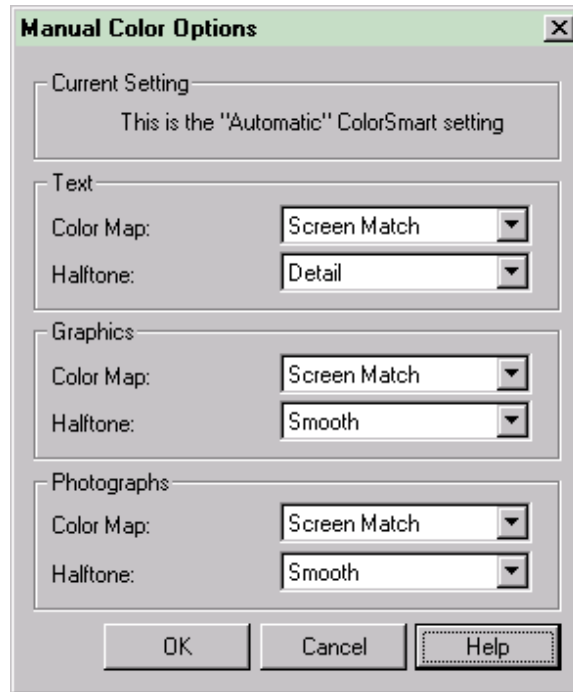 Manual Color Options
Current Setting
This is the "Automatic" ColorSmart setting
Text
Color Map: Screen Match
Halftone: Detail
Graphics
Color Map: Screen Match
Halftone: Smooth
Photographs
Color Map: Screen Match
Halftone: Smooth
OK Cancel Help